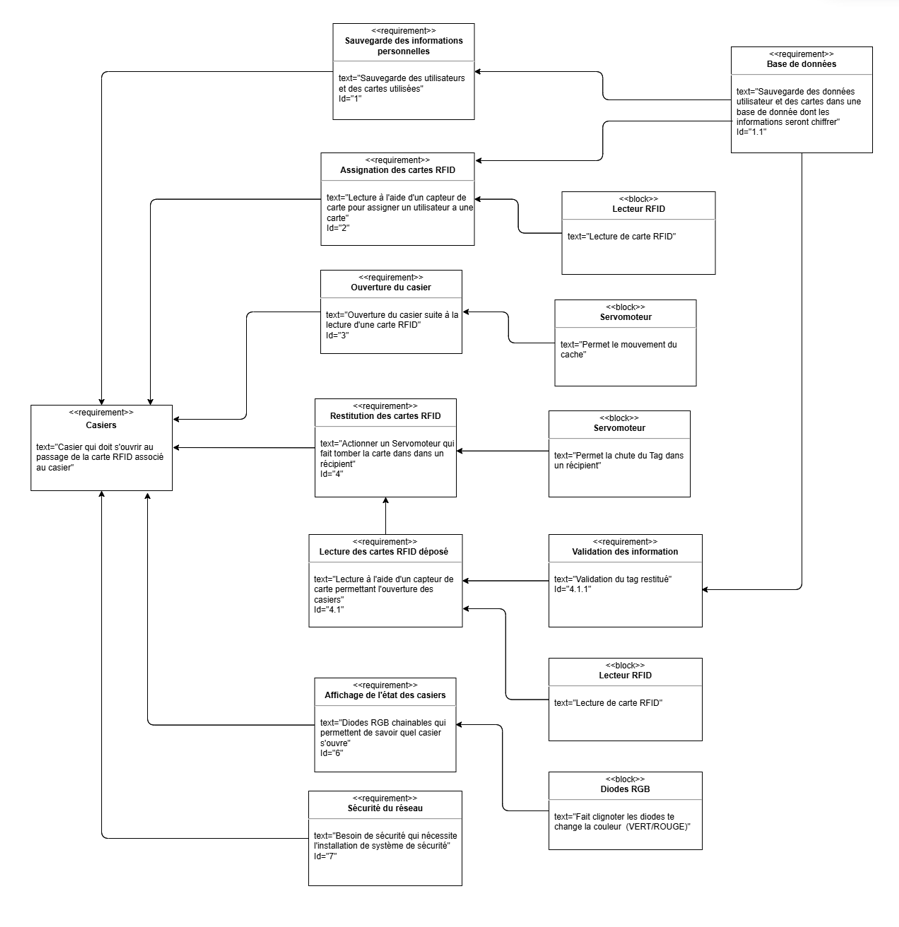 <<requirement>>
Sauvegarde des informations
personnelles
text="Sauvegarde des utilisateurs
et des cartes utilisées"
Id="1"
<<requirement>>
Base de données
text="Sauvegarde des données
utilisateur et des cartes dans une
base de donnée dont les
informations seront chiffrer"
Id="1.1"
<<requirement>>
Assignation des cartes RFID
text="Lecture à l'aide d'un capteur de
carte pour assigner un utilisateur a une
carte"
Id="2"
<<block>>
Lecteur RFID
text="Lecture de carte RFID"
<<requirement>>
Ouverture du casier
text="Ouverture du casier suite à la
lecture d'une carte RFID"
Id="3"
<<block>>
Servomoteur
text="Permet le mouvement du
cache"
<<requirement>>
Casiers
text="Casier qui doit s'ouvrir au
passage de la carte RFID associé
au casier"
<<requirement>>
Restitution des cartes RFID
text="Actionner un Servomoteur qui
fait tomber la carte dans dans un
récipient"
Id="4"
<<block>>
Servomoteur
text="Permet la chute du Tag dans
un récipient"
<<requirement>>
Lecture des cartes RFID déposé
text="Lecture à l'aide d'un capteur de
carte permettant l'ouverture des
casiers"
Id="4.1"
<<requirement>>
Validation des information
text="Validation du tag restitué"
Id="4.1.1"
<<block>>
Lecteur RFID
text="Lecture de carte RFID"
<<requirement>>
Affichage de l'état des casiers
text="Diodes RGB chainables qui
permettent de savoir quel casier
s'ouvre"
Id="6"
<<block>>
Diodes RGB
text="Fait clignoter les diodes te
change la couleur (VERT/ROUGE)"
<<requirement>>
Sécurité du réseau
text="Besoin de sécurité qui nécessite
l'installation de système de sécurité"
Id="7"